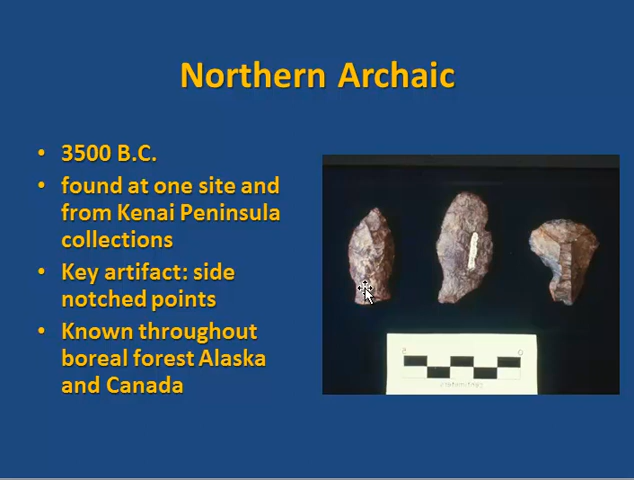 Northern Archaic
• 3500 B.C.
• found at one site and
from Kenai Peninsula
collections
• Key artifact: side
notched points
• Known throughout
boreal forest Alaska
and Canada